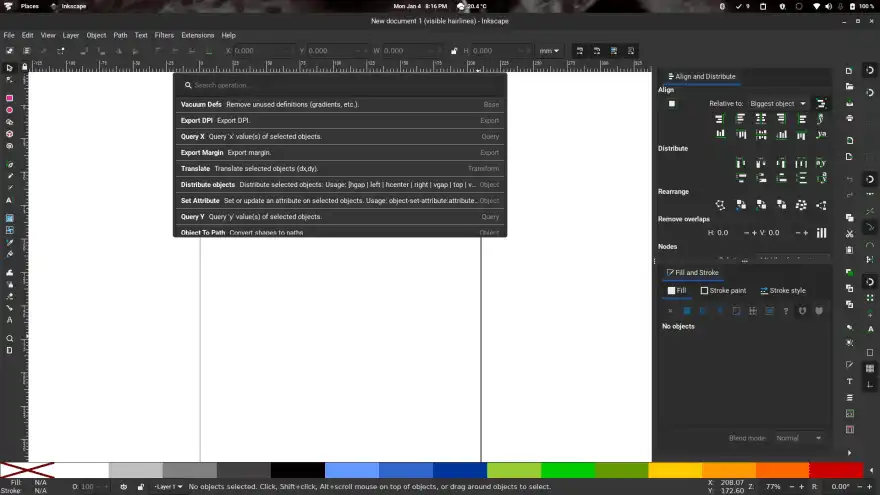 Places Inkscape Mon Jan 4 8:16 PM 20.4 °C 9 100 %
New document 1 (visible hairlines) - Inkscape
File Edit View Layer Object Path Text Filters Extensions Help
X: 0.000 Y: 0.000 W: 0.000 H: 0.000 mm
Search operation...
Vacuum Defs Remove unused definitions (gradients, etc.). Base
Export DPI Export DPI. Export
Query X Query 'x' value(s) of selected objects. Query
Export Margin Export margin. Export
Translate Translate selected objects (dx,dy). Transform
Distribute objects Distribute selected objects: Usage: [hgap | left | hcenter | right | vgap | top | v... Object
Set Attribute Set or update an attribute on selected objects. Usage: object-set-attribute:attribute... Object
Query Y Query 'y' value(s) of selected objects. Query
Object To Path Convert shapes to paths. Object
Align and Distribute
Align
Relative to: Biggest object
Distribute
Rearrange
Remove overlaps
H: 0.0 V: 0.0
Nodes
Fill and Stroke
Fill Stroke paint Stroke style
No objects
Blend mode: Normal
Fill: N/A
Stroke: N/A
O: 100
Layer 1
No objects selected. Click, Shift+click, Alt+scroll mouse on top of objects, or drag around objects to select.
X: 208.07
Y: 172.60
Z: 77%
R: 0.00°